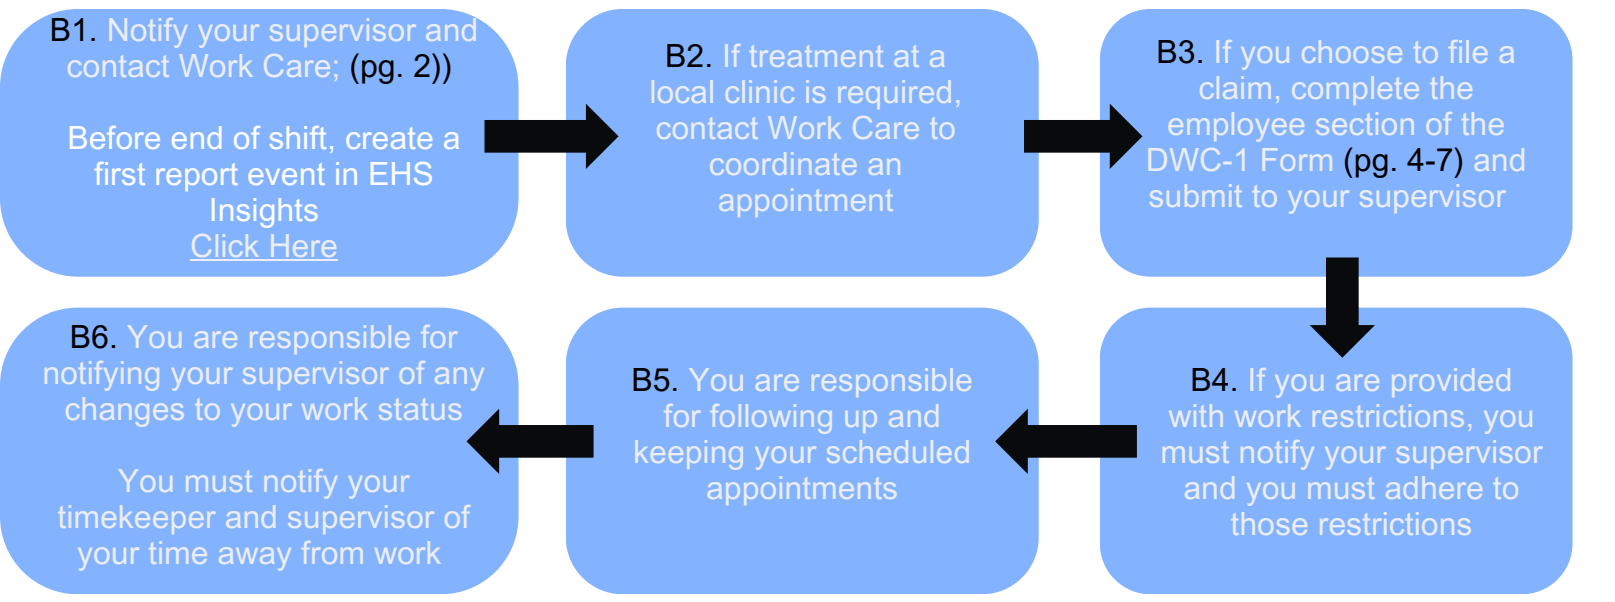 B1. Notify your supervisor and
contact Work Care; (pg. 2))
Before end of shift, create a
first report event in EHS
Insights
Click Here
B2. If treatment at a
local clinic is required,
contact Work Care to
coordinate an
appointment
B3. If you choose to file a
claim, complete the
employee section of the
DWC-1 Form (pg. 4-7) and
submit to your supervisor
B4. If you are provided
with work restrictions, you
must notify your supervisor
and you must adhere to
those restrictions
B5. You are responsible
for following up and
keeping your scheduled
appointments
B6. You are responsible for
notifying your supervisor of any
changes to your work status
You must notify your
timekeeper and supervisor of
your time away from work